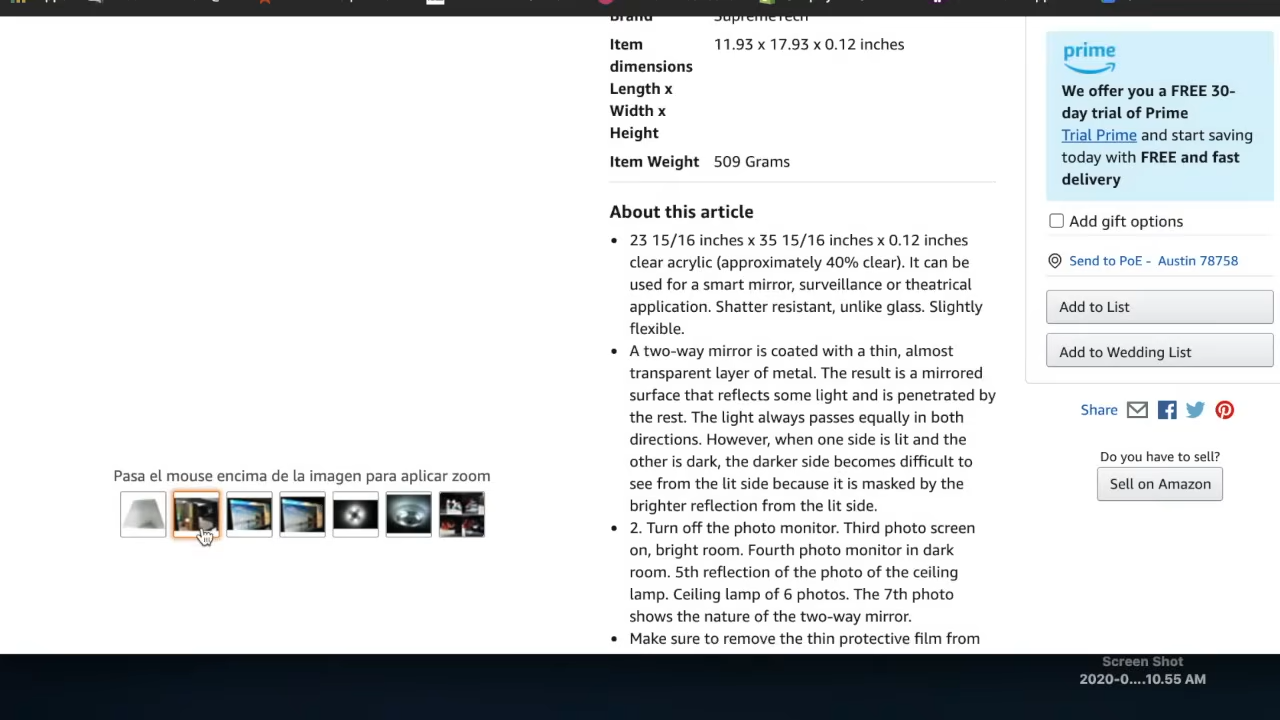 Brand SupremeTech
Item 11.93 x 17.93 x 0.12 inches
dimensions
Length x
Width x
Height
Item Weight 509 Grams
About this article
• 23 15/16 inches x 35 15/16 inches x 0.12 inches
clear acrylic (approximately 40% clear). It can be
used for a smart mirror, surveillance or theatrical
application. Shatter resistant, unlike glass. Slightly
flexible.
• A two-way mirror is coated with a thin, almost
transparent layer of metal. The result is a mirrored
surface that reflects some light and is penetrated by
the rest. The light always passes equally in both
directions. However, when one side is lit and the
other is dark, the darker side becomes difficult to
see from the lit side because it is masked by the
brighter reflection from the lit side.
• 2. Turn off the photo monitor. Third photo screen
on, bright room. Fourth photo monitor in dark
room. 5th reflection of the photo of the ceiling
lamp. Ceiling lamp of 6 photos. The 7th photo
shows the nature of the two-way mirror.
• Make sure to remove the thin protective film from
Pasa el mouse encima de la imagen para aplicar zoom
prime
We offer you a FREE 30-
day trial of Prime
Trial Prime and start saving
today with FREE and fast
delivery
Add gift options
Send to PoE - Austin 78758
Add to List
Add to Wedding List
Share
Do you have to sell?
Sell on Amazon
Screen Shot
2020-0....10.55 AM